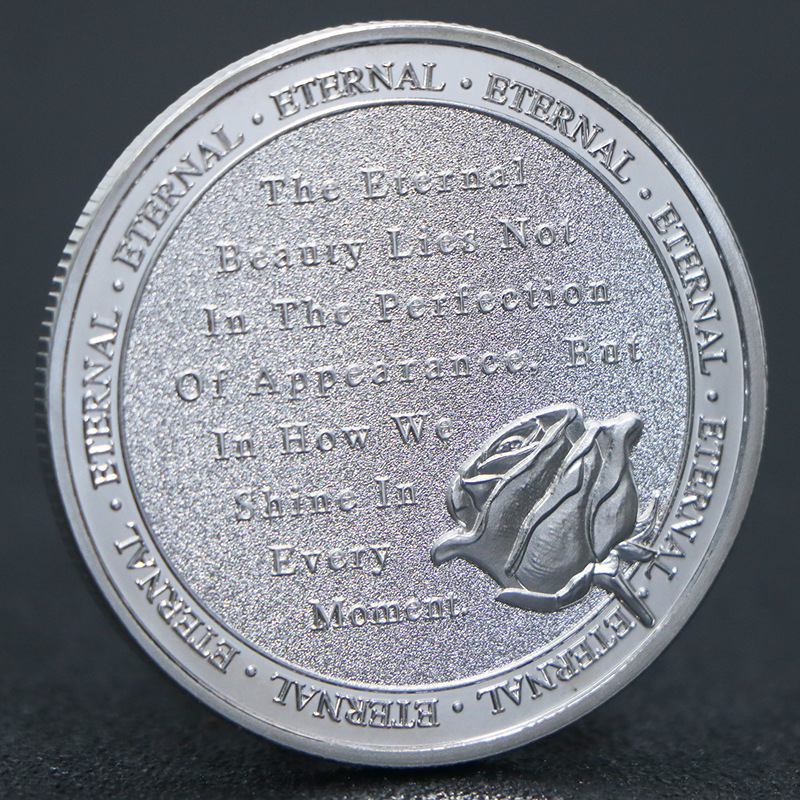 The Eternal
Beauty Lies Not
In The Perfection
Of Appearance, But
In How We
Shine In
Every
Moment.
ETERNAL · ETERNAL · ETERNAL · ETERNAL · ETERNAL · ETERNAL · ETERNAL · ETERNAL · ETERNAL · ETERNAL ·